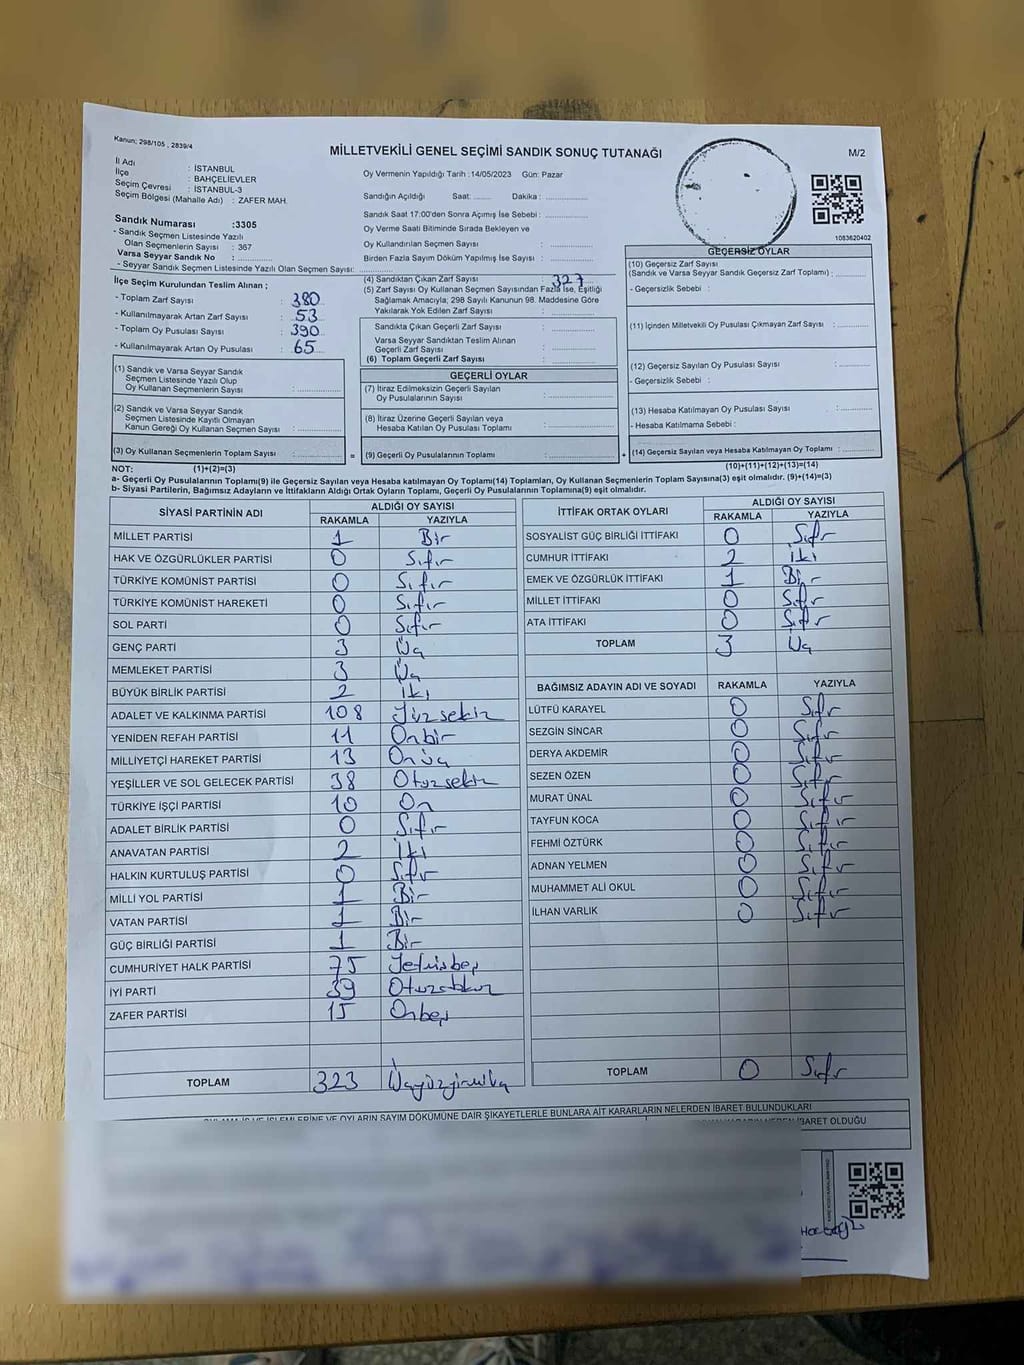 Kanun; 298/105 , 2839/4
MİLLETVEKİLİ GENEL SEÇİMİ SANDIK SONUÇ TUTANAĞI
M/2
İl Adı : İSTANBUL
İlçe : BAHÇELİEVLER
Seçim Çevresi : İSTANBUL-3
Seçim Bölgesi (Mahalle Adı) : ZAFER MAH.
Oy Vermenin Yapıldığı Tarih :14/05/2023 Gün: Pazar
Sandığın Açıldığı Saat: ........ Dakika : ..............
Sandık Saat 17:00'den Sonra Açımış İse Sebebi : ..............
Oy Verme Saati Bitiminde Sırada Bekleyen ve
Oy Kullandırılan Seçmen Sayısı : ..............
Birden Fazla Sayım Döküm Yapılmış İse Sayısı : ..............
1083620402
Sandık Numarası :3305
- Sandık Seçmen Listesinde Yazılı
Olan Seçmenlerin Sayısı : 367
Varsa Seyyar Sandık No : ..............
- Seyyar Sandık Seçmen Listesinde Yazılı Olan Seçmen Sayısı: ..............
İlçe Seçim Kurulundan Teslim Alınan ;
- Toplam Zarf Sayısı : 380
- Kullanılmayarak Artan Zarf Sayısı : 53
- Toplam Oy Pusulası Sayısı : 390
- Kullanılmayarak Artan Oy Pusulası : 65
(4) Sandıktan Çıkan Zarf Sayısı : 327
(5) Zarf Sayısı Oy Kullanan Seçmen Sayısından Fazla İse, Eşitliği
Sağlamak Amacıyla; 298 Sayılı Kanunun 98. Maddesine Göre
Yakılarak Yok Edilen Zarf Sayısı : ..............
Sandıkta Çıkan Geçerli Zarf Sayısı : ..............
Varsa Seyyar Sandıktan Teslim Alınan
Geçerli Zarf Sayısı : ..............
(6) Toplam Geçerli Zarf Sayısı : ..............
GEÇERSİZ OYLAR
(10) Geçersiz Zarf Sayısı
(Sandık ve Varsa Seyyar Sandık Geçersiz Zarf Toplamı) : ..............
- Geçersizlik Sebebi :
(11) İçinden Milletvekili Oy Pusulası Çıkmayan Zarf Sayısı : ..............
(12) Geçersiz Sayılan Oy Pusulası Sayısı : ..............
- Geçersizlik Sebebi :
(13) Hesaba Katılmayan Oy Pusulası Sayısı : ..............
- Hesaba Katılmama Sebebi :
(14) Geçersiz Sayılan veya Hesaba Katılmayan Oy Toplamı : ..............
(1) Sandık ve Varsa Seyyar Sandık
Seçmen Listesinde Yazılı Olup
Oy Kullanan Seçmenlerin Sayısı : ..............
(2) Sandık ve Varsa Seyyar Sandık
Seçmen Listesinde Kayıtlı Olmayan
Kanun Gereği Oy Kullanan Seçmen Sayısı : ..............
(3) Oy Kullanan Seçmenlerin Toplam Sayısı : ..............
GEÇERLİ OYLAR
(7) İtiraz Edilmeksizin Geçerli Sayılan
Oy Pusulalarının Sayısı : ..............
(8) İtiraz Üzerine Geçerli Sayılan veya
Hesaba Katılan Oy Pusulası Toplamı : ..............
= (9) Geçerli Oy Pusulalarının Toplamı : .............. +
NOT: (1)+(2)=(3)
(10)+(11)+(12)+(13)=(14)
a- Geçerli Oy Pusulalarının Toplamı(9) ile Geçersiz Sayılan veya Hesaba katılmayan Oy Toplamı(14) Toplamları, Oy Kullanan Seçmenlerin Toplam Sayısına(3) eşit olmalıdır. (9)+(14)=(3)
b- Siyasi Partilerin, Bağımsız Adayların ve İttifakların Aldığı Ortak Oyların Toplamı, Geçerli Oy Pusulalarının Toplamına(9) eşit olmalıdır.
SİYASİ PARTİNİN ADI ALDIĞI OY SAYISI
RAKAMLA YAZIYLA
MİLLET PARTİSİ 1 Bir
HAK VE ÖZGÜRLÜKLER PARTİSİ 0 Sıfır
TÜRKİYE KOMÜNİST PARTİSİ 0 Sıfır
TÜRKİYE KOMÜNİST HAREKETİ 0 Sıfır
SOL PARTİ 0 Sıfır
GENÇ PARTİ 3 Üç
MEMLEKET PARTİSİ 3 Üç
BÜYÜK BİRLİK PARTİSİ 2 İki
ADALET VE KALKINMA PARTİSİ 108 Yüzsekiz
YENİDEN REFAH PARTİSİ 11 Onbir
MİLLİYETÇİ HAREKET PARTİSİ 13 Onüç
YEŞİLLER VE SOL GELECEK PARTİSİ 38 Otuzsekiz
TÜRKİYE İŞÇİ PARTİSİ 10 On
ADALET BİRLİK PARTİSİ 0 Sıfır
ANAVATAN PARTİSİ 2 İki
HALKIN KURTULUŞ PARTİSİ 0 Sıfır
MİLLİ YOL PARTİSİ 1 Bir
VATAN PARTİSİ 1 Bir
GÜÇ BİRLİĞİ PARTİSİ 1 Bir
CUMHURİYET HALK PARTİSİ 75 Yetmişbeş
İYİ PARTİ 39 Otuzdokuz
ZAFER PARTİSİ 15 Onbeş
TOPLAM 323 Üçyüzyirmiüç
İTTİFAK ORTAK OYLARI ALDIĞI OY SAYISI
RAKAMLA YAZIYLA
SOSYALİST GÜÇ BİRLİĞİ İTTİFAKI 0 Sıfır
CUMHUR İTTİFAKI 2 İki
EMEK VE ÖZGÜRLÜK İTTİFAKI 1 Bir
MİLLET İTTİFAKI 0 Sıfır
ATA İTTİFAKI 0 Sıfır
TOPLAM 3 Üç
BAĞIMSIZ ADAYIN ADI VE SOYADI RAKAMLA YAZIYLA
LÜTFÜ KARAYEL 0 Sıfır
SEZGİN SİNCAR 0 Sıfır
DERYA AKDEMİR 0 Sıfır
SEZEN ÖZEN 0 Sıfır
MURAT ÜNAL 0 Sıfır
TAYFUN KOCA 0 Sıfır
FEHMİ ÖZTÜRK 0 Sıfır
ADNAN YELMEN 0 Sıfır
MUHAMMET ALİ OKUL 0 Sıfır
İLHAN VARLIK 0 Sıfır
TOPLAM 0 Sıfır
İŞLEMLERİNE VE OYLARIN SAYIM DÖKÜMÜNE DAİR ŞİKAYETLERLE BUNLARA AİT KARARLARIN NELERDEN İBARET BULUNDUKLARI
İBARET OLDUĞU